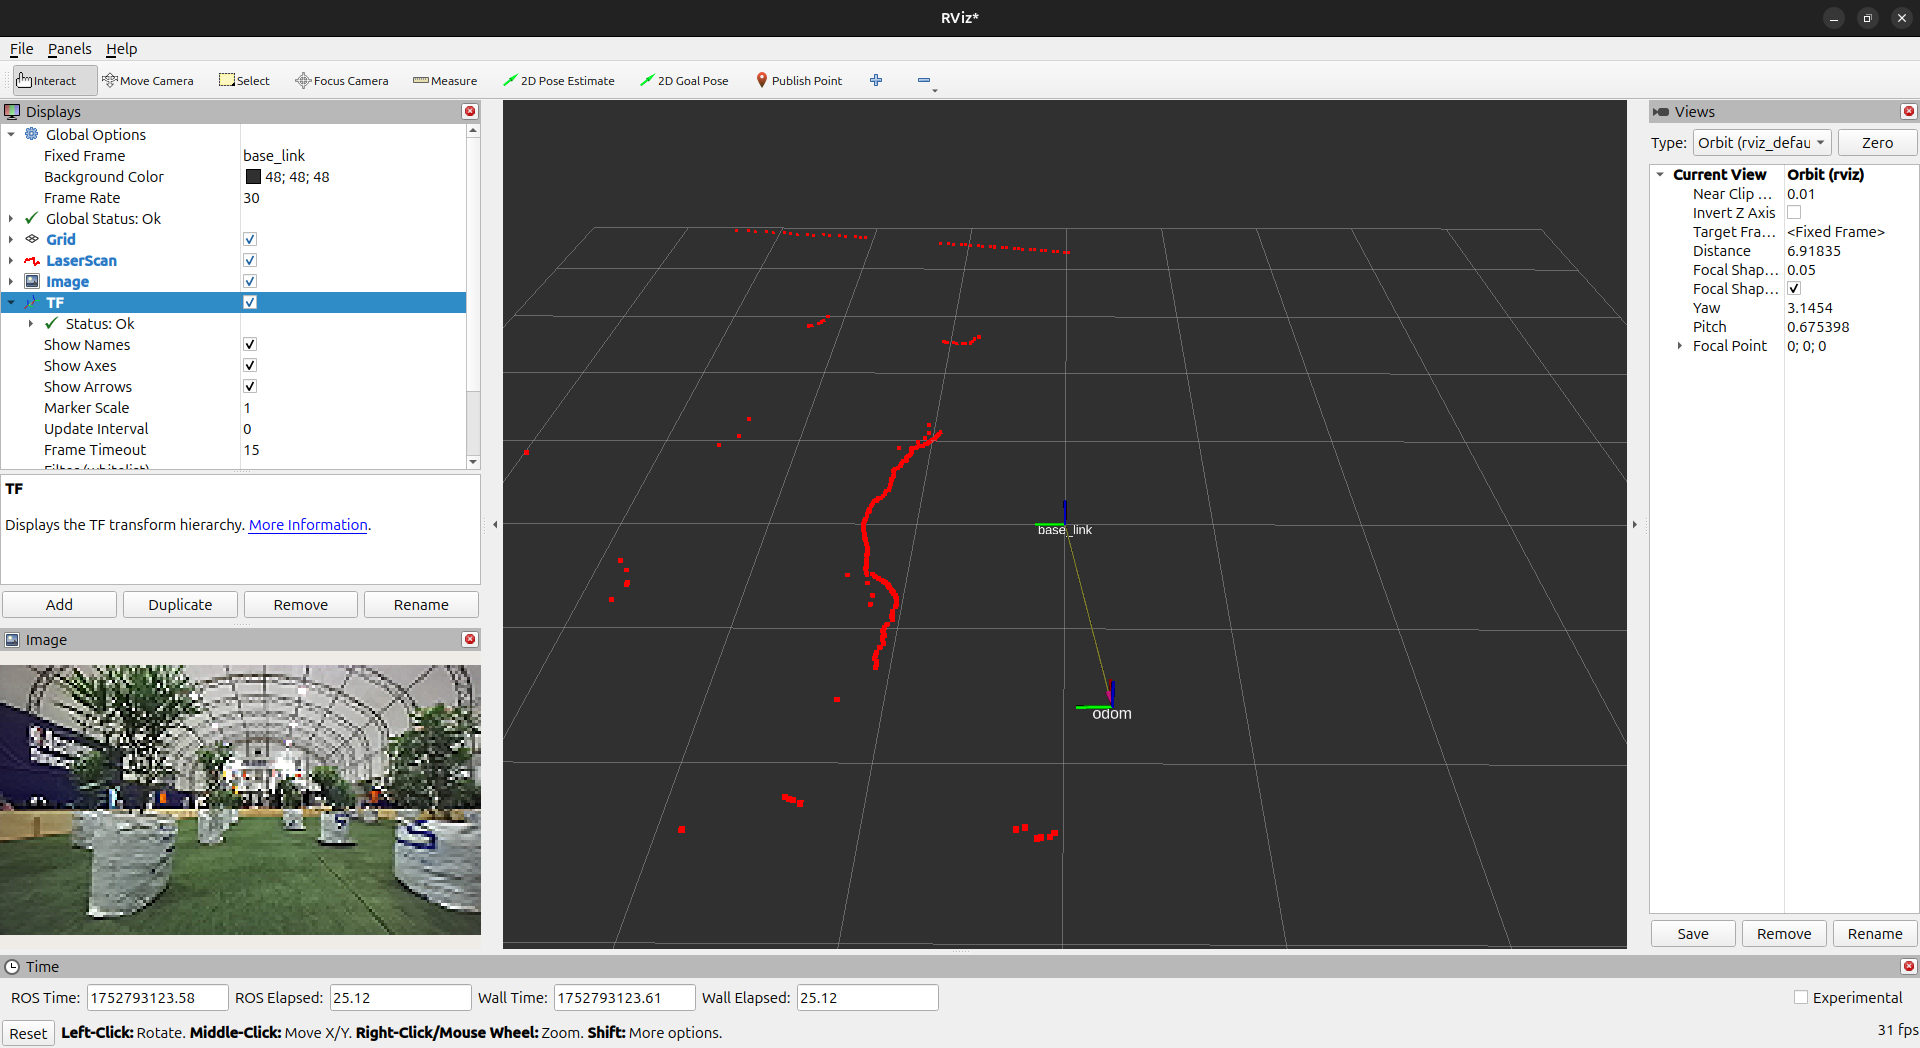 RViz*
File Panels Help
Interact Move Camera Select Focus Camera Measure 2D Pose Estimate 2D Goal Pose Publish Point
Displays
Global Options
Fixed Frame base_link
Background Color 48; 48; 48
Frame Rate 30
Global Status: Ok
Grid
LaserScan
Image
TF
Status: Ok
Show Names
Show Axes
Show Arrows
Marker Scale 1
Update Interval 0
Frame Timeout 15
TF
Displays the TF transform hierarchy. More Information.
Add Duplicate Remove Rename
Image
base_link
odom
Views
Type: Orbit (rviz_defau Zero
Current View Orbit (rviz)
Near Clip ... 0.01
Invert Z Axis
Target Fra... <Fixed Frame>
Distance 6.91835
Focal Shap... 0.05
Focal Shap...
Yaw 3.1454
Pitch 0.675398
Focal Point 0; 0; 0
Save Remove Rename
Time
ROS Time: 1752793123.58 ROS Elapsed: 25.12 Wall Time: 1752793123.61 Wall Elapsed: 25.12 Experimental
Reset Left-Click: Rotate. Middle-Click: Move X/Y. Right-Click/Mouse Wheel: Zoom. Shift: More options. 31 fps